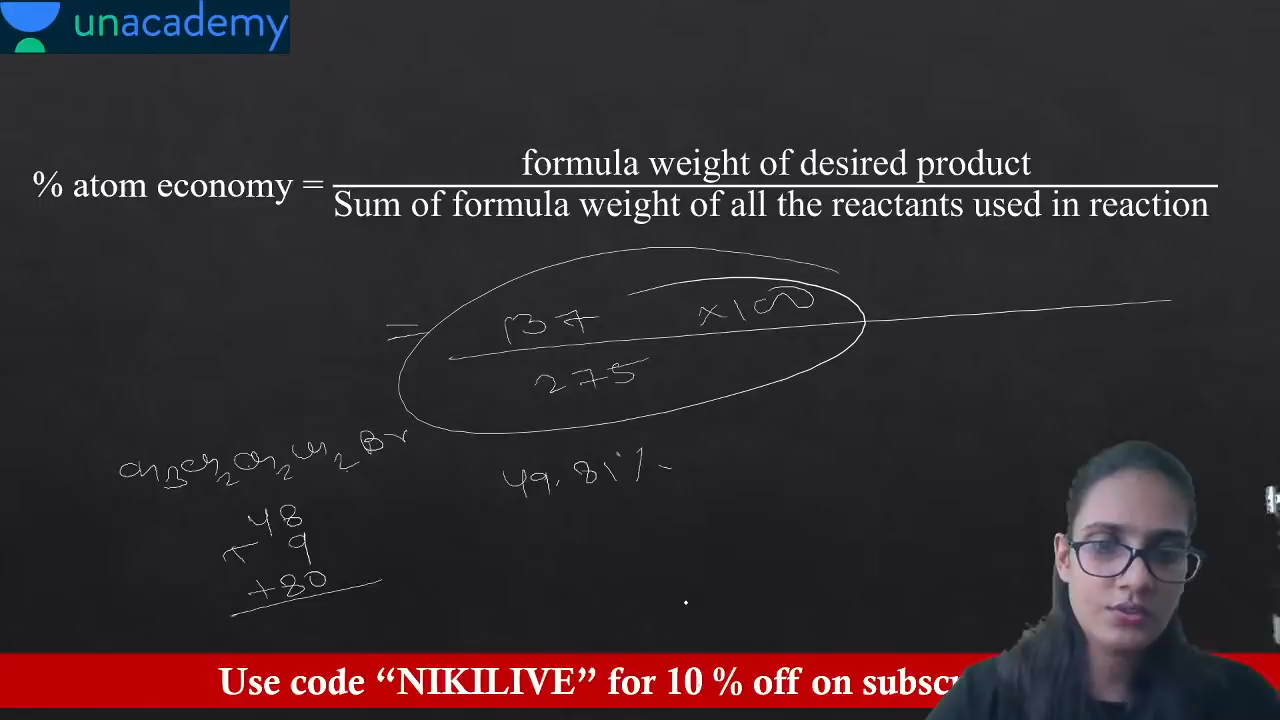 unacademy
% atom economy = formula weight of desired product
Sum of formula weight of all the reactants used in reaction
= 137 ×100
275
CH3CH2CH2CH2Br
49.81%
48
+ 9
+80
Use code “NIKILIVE” for 10 % off on